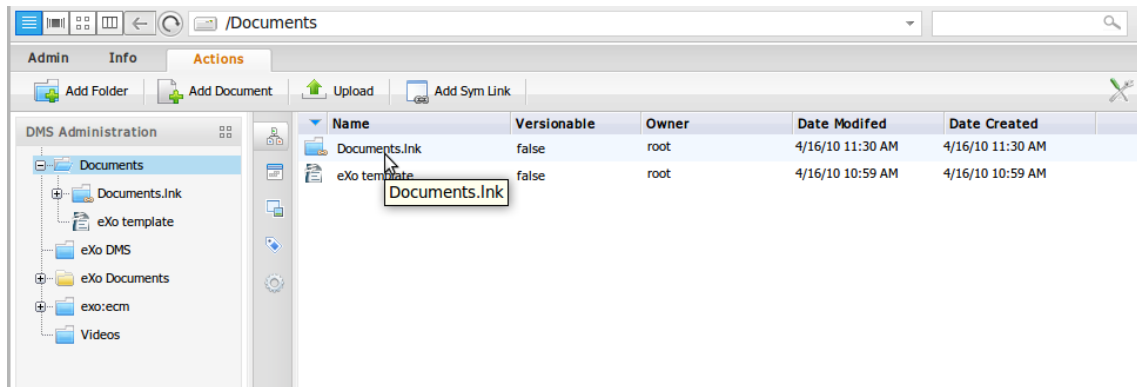 /Documents
Admin Info Actions
Add Folder Add Document Upload Add Sym Link
DMS Administration
Documents
Documents.lnk
eXo template
eXo DMS
eXo Documents
exo:ecm
Videos
Name Versionable Owner Date Modifed Date Created
Documents.lnk false root 4/16/10 11:30 AM 4/16/10 11:30 AM
eXo template false root 4/16/10 10:59 AM 4/16/10 10:59 AM
Documents.lnk